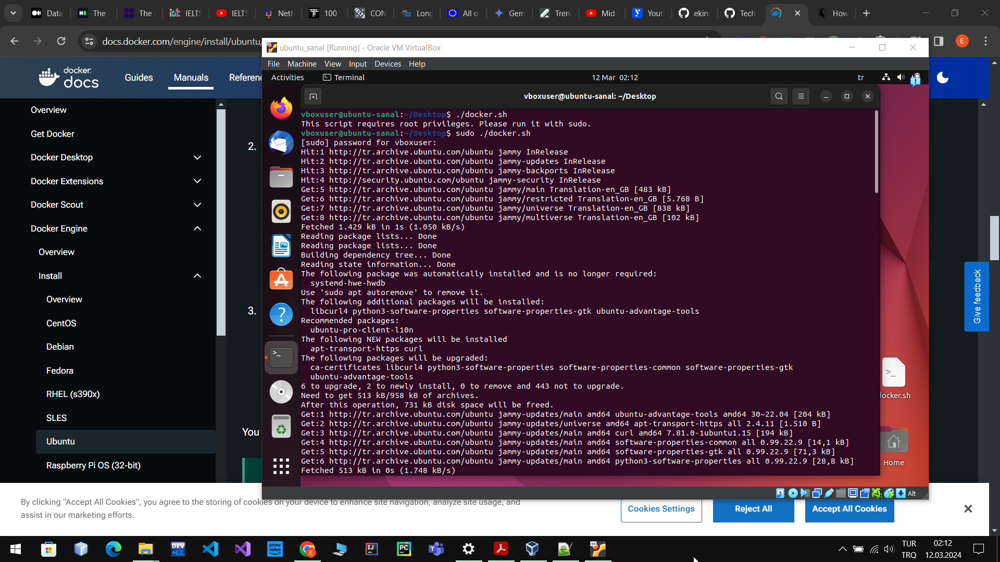 Data
The
The
IELTS
IELTS
Neth
100
CON
Long
All o
Gem
Tren
Mid-
Yout
ekin
Tech
How
docs.docker.com/engine/install/ubuntu/
E
docker
docs
Guides
Manuals
Referenc
Overview
Get Docker
Docker Desktop
Docker Extensions
Docker Scout
Docker Engine
Overview
Install
Overview
CentOS
Debian
Fedora
RHEL (s390x)
SLES
Ubuntu
Raspberry Pi OS (32-bit)
2.
3.
You
ubuntu_sanal [Running] - Oracle VM VirtualBox
File Machine View Input Devices Help
Activities Terminal 12 Mar 02:12 tr
vboxuser@ubuntu-sanal: ~/Desktop
vboxuser@ubuntu-sanal:~/Desktop$ ./docker.sh
This script requires root privileges. Please run it with sudo.
vboxuser@ubuntu-sanal:~/Desktop$ sudo ./docker.sh
[sudo] password for vboxuser:
Hit:1 http://tr.archive.ubuntu.com/ubuntu jammy InRelease
Hit:2 http://tr.archive.ubuntu.com/ubuntu jammy-updates InRelease
Hit:3 http://tr.archive.ubuntu.com/ubuntu jammy-backports InRelease
Hit:4 http://security.ubuntu.com/ubuntu jammy-security InRelease
Get:5 http://tr.archive.ubuntu.com/ubuntu jammy/main Translation-en_GB [483 kB]
Get:6 http://tr.archive.ubuntu.com/ubuntu jammy/restricted Translation-en_GB [5.768 B]
Get:7 http://tr.archive.ubuntu.com/ubuntu jammy/universe Translation-en_GB [838 kB]
Get:8 http://tr.archive.ubuntu.com/ubuntu jammy/multiverse Translation-en_GB [102 kB]
Fetched 1.429 kB in 1s (1.050 kB/s)
Reading package lists... Done
Reading package lists... Done
Building dependency tree... Done
Reading state information... Done
The following package was automatically installed and is no longer required:
systemd-hwe-hwdb
Use 'sudo apt autoremove' to remove it.
The following additional packages will be installed:
libcurl4 python3-software-properties software-properties-gtk ubuntu-advantage-tools
Recommended packages:
ubuntu-pro-client-l10n
The following NEW packages will be installed
apt-transport-https curl
The following packages will be upgraded:
ca-certificates libcurl4 python3-software-properties software-properties-common software-properties-gtk
ubuntu-advantage-tools
6 to upgrade, 2 to newly install, 0 to remove and 443 not to upgrade.
Need to get 513 kB/958 kB of archives.
After this operation, 731 kB disk space will be freed.
Get:1 http://tr.archive.ubuntu.com/ubuntu jammy-updates/main amd64 ubuntu-advantage-tools amd64 30~22.04 [204 kB]
Get:2 http://tr.archive.ubuntu.com/ubuntu jammy-updates/universe amd64 apt-transport-https all 2.4.11 [1.510 B]
Get:3 http://tr.archive.ubuntu.com/ubuntu jammy-updates/main amd64 curl amd64 7.81.0-1ubuntu1.15 [194 kB]
Get:4 http://tr.archive.ubuntu.com/ubuntu jammy-updates/main amd64 software-properties-common all 0.99.22.9 [14,1 kB]
Get:5 http://tr.archive.ubuntu.com/ubuntu jammy-updates/main amd64 software-properties-gtk all 0.99.22.9 [71,3 kB]
Get:6 http://tr.archive.ubuntu.com/ubuntu jammy-updates/main amd64 python3-software-properties all 0.99.22.9 [28,8 kB]
Fetched 513 kB in 0s (1.748 kB/s)
docker.sh
Home
Alt
Give feedback
By clicking “Accept All Cookies”, you agree to the storing of cookies on your device to enhance site navigation, analyze site usage, and
assist in our marketing efforts.
Cookies Settings
Reject All
Accept All Cookies
DEV
C++
prime
video
E
IJ
PC
T
64
TUR
TRQ
02:12
12.03.2024